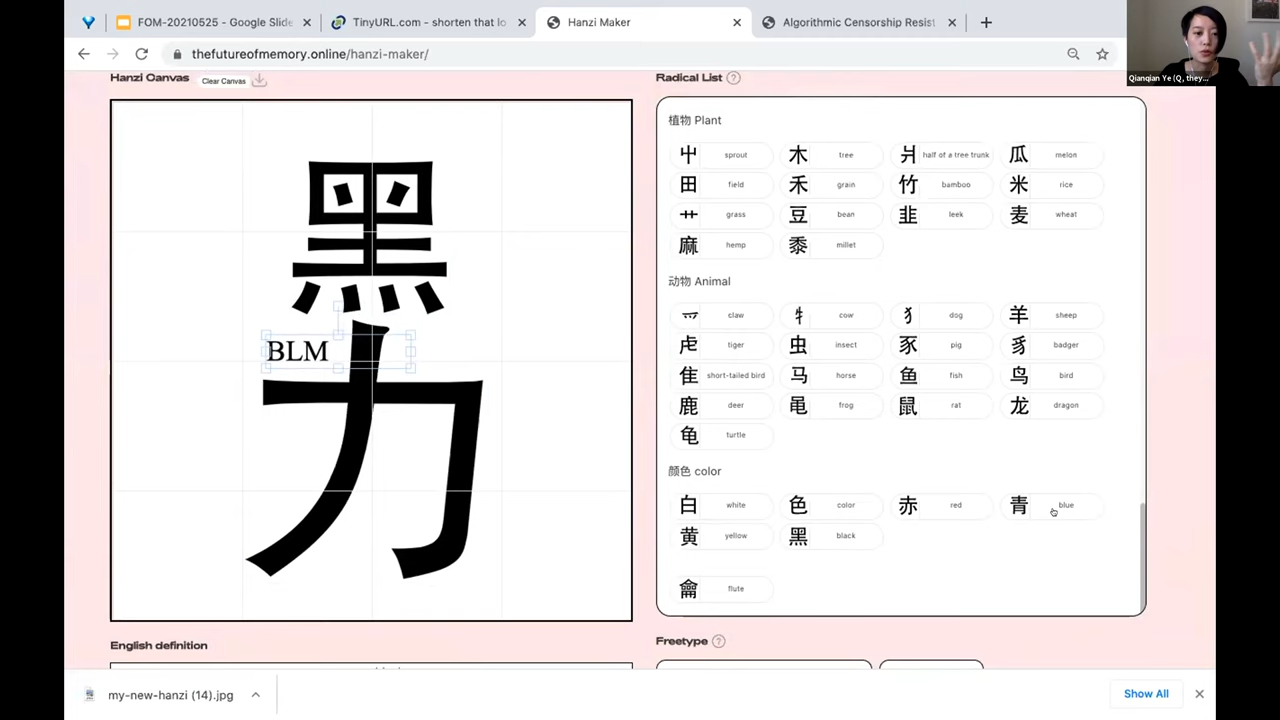 FOM-20210525 - Google Slide
TinyURL.com - shorten that lo
Hanzi Maker
Algorithmic Censorship Resist
thefutureofmemory.online/hanzi-maker/
Qianqian Ye (Q, they...
Hanzi Canvas
Clear Canvas
黑
BLM
力
English definition
Radical List ?
植物 Plant
屮 sprout
木 tree
爿 half of a tree trunk
瓜 melon
田 field
禾 grain
竹 bamboo
米 rice
艹 grass
豆 bean
韭 leek
麦 wheat
麻 hemp
黍 millet
动物 Animal
爫 claw
牜 cow
犭 dog
羊 sheep
虎 tiger
虫 insect
豕 pig
豸 badger
隹 short-tailed bird
马 horse
鱼 fish
鸟 bird
鹿 deer
黾 frog
鼠 rat
龙 dragon
龟 turtle
颜色 color
白 white
色 color
赤 red
青 blue
黄 yellow
黑 black
龠 flute
Freetype ?
my-new-hanzi (14).jpg
Show All